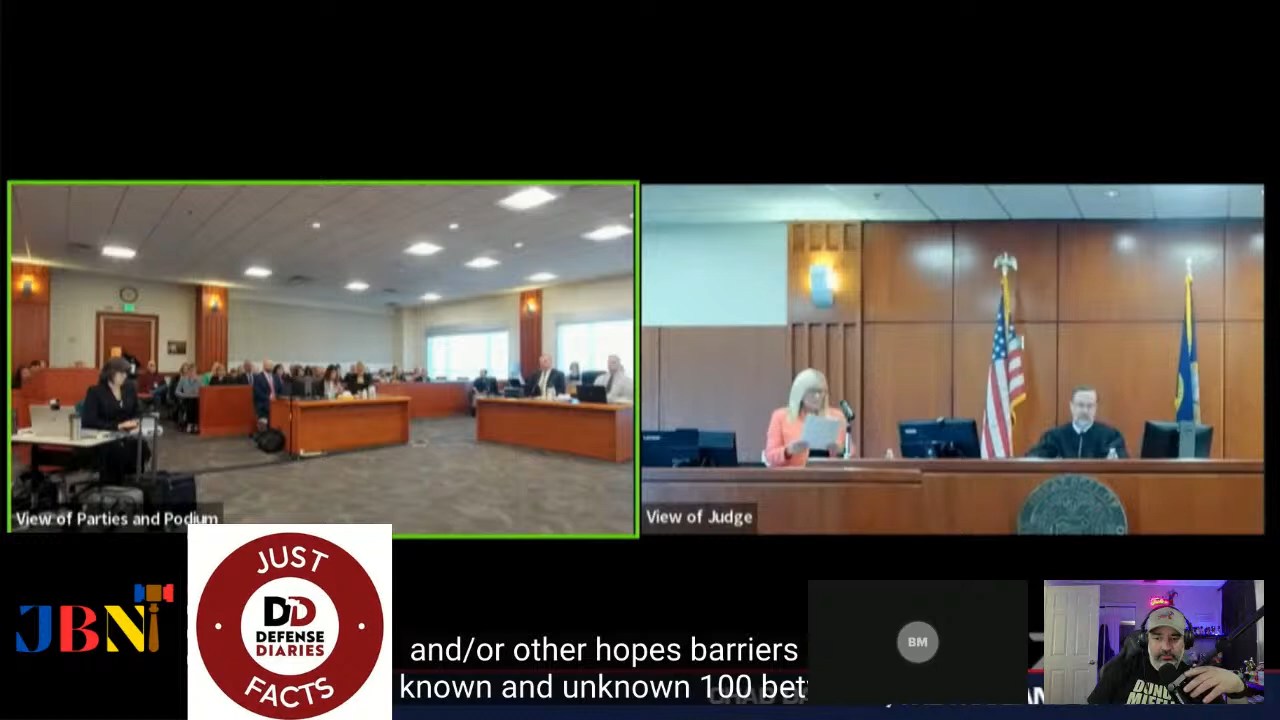 View of Parties and Podium
View of Judge
JBN
JUST
DD
DEFENSE
DIARIES
FACTS
and/or other hopes barriers
known and unknown 100 bet
BM